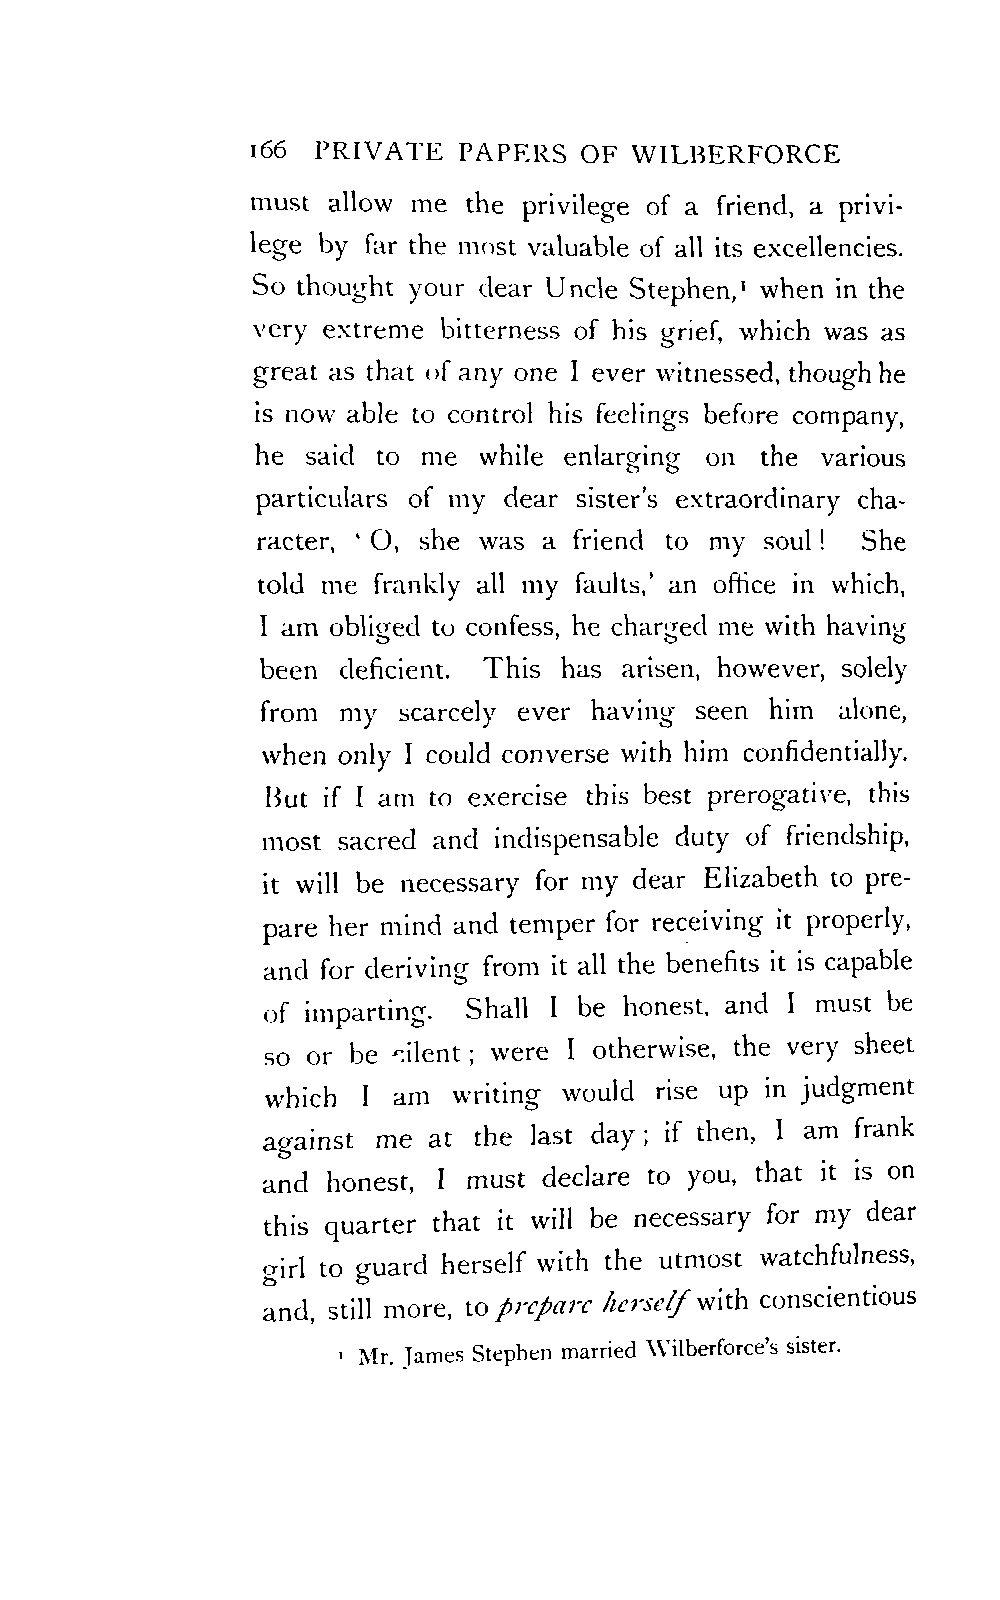 166 PRIVATE PAPERS OF WILBERFORCE
must allow me the privilege of a friend, a privi-
lege by far the most valuable of all its excellencies.
So thought your dear Uncle Stephen,¹ when in the
very extreme bitterness of his grief, which was as
great as that of any one I ever witnessed, though he
is now able to control his feelings before company,
he said to me while enlarging on the various
particulars of my dear sister's extraordinary cha-
racter, ‘O, she was a friend to my soul! She
told me frankly all my faults,’ an office in which,
I am obliged to confess, he charged me with having
been deficient. This has arisen, however, solely
from my scarcely ever having seen him alone,
when only I could converse with him confidentially.
But if I am to exercise this best prerogative, this
most sacred and indispensable duty of friendship,
it will be necessary for my dear Elizabeth to pre-
pare her mind and temper for receiving it properly,
and for deriving from it all the benefits it is capable
of imparting. Shall I be honest, and I must be
so or be silent; were I otherwise, the very sheet
which I am writing would rise up in judgment
against me at the last day; if then, I am frank
and honest, I must declare to you, that it is on
this quarter that it will be necessary for my dear
girl to guard herself with the utmost watchfulness,
and, still more, to prepare herself with conscientious
¹ Mr. James Stephen married Wilberforce's sister.